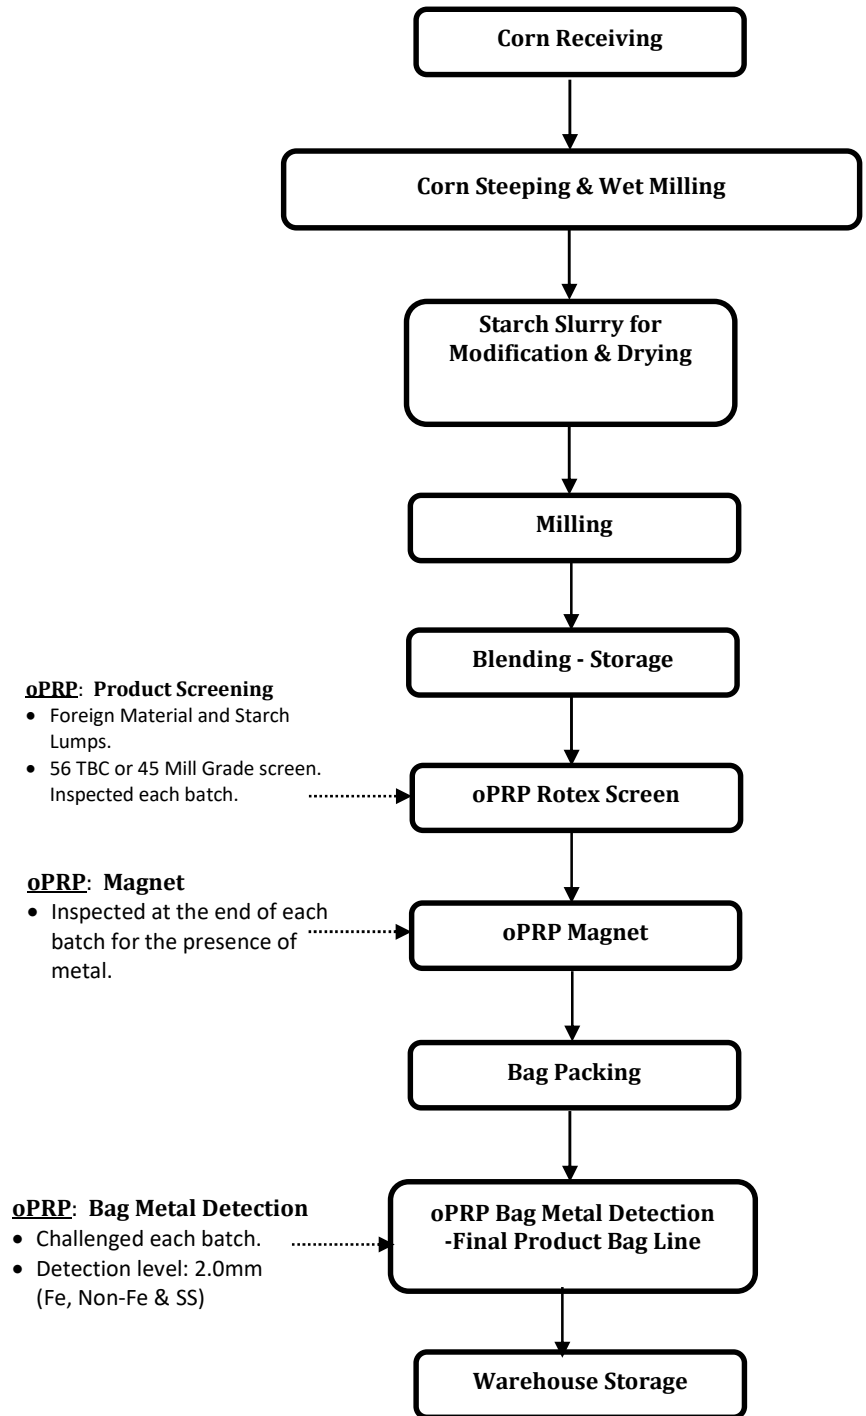 Corn Receiving
Corn Steeping & Wet Milling
Starch Slurry for
Modification & Drying
Milling
Blending - Storage
oPRP: Product Screening
• Foreign Material and Starch
Lumps.
• 56 TBC or 45 Mill Grade screen.
Inspected each batch.
oPRP Rotex Screen
oPRP: Magnet
• Inspected at the end of each
batch for the presence of
metal.
oPRP Magnet
Bag Packing
oPRP: Bag Metal Detection
• Challenged each batch.
• Detection level: 2.0mm
(Fe, Non-Fe & SS)
oPRP Bag Metal Detection
-Final Product Bag Line
Warehouse Storage